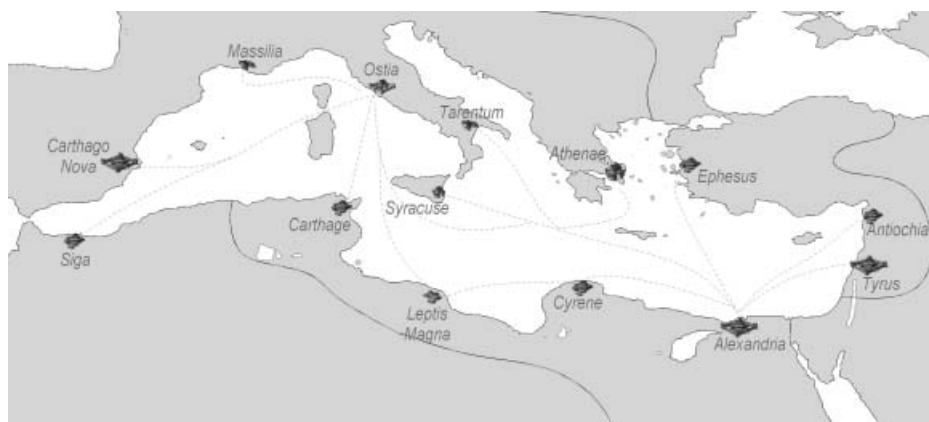 Massilia
Ostia
Tarentum
Carthago
Nova
Athenae
Ephesus
Carthage
Syracuse
Antiochia
Siga
Tyrus
Cyrene
Leptis
Magna
Alexandria